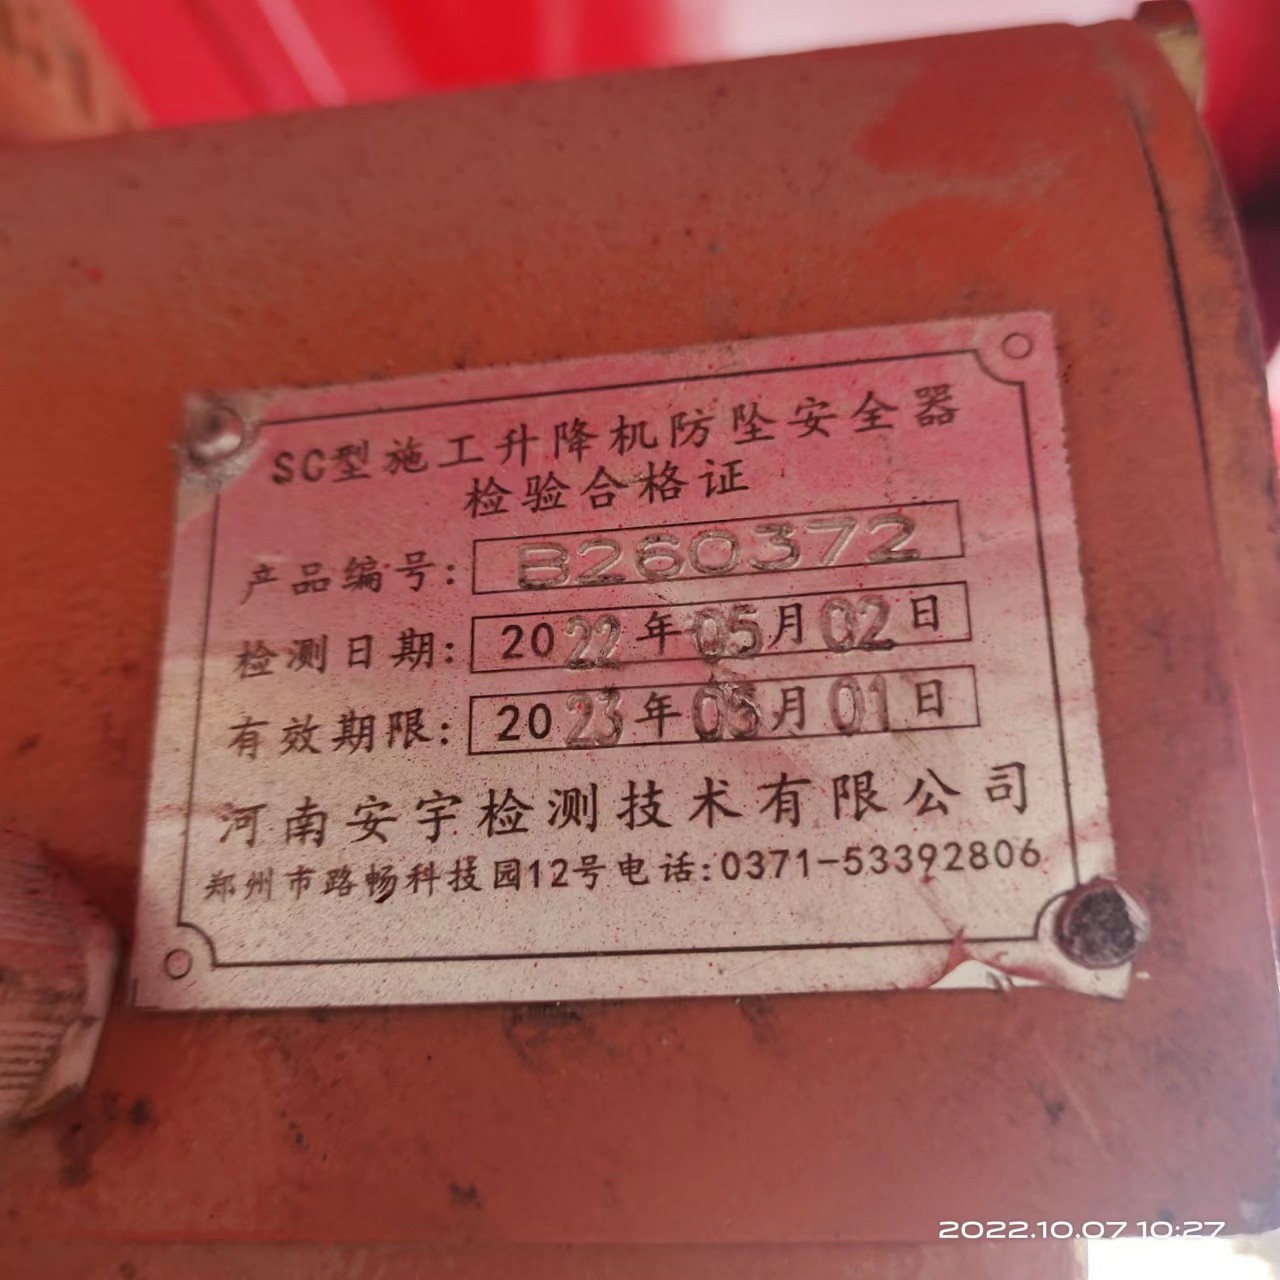 SC型施工升降机防坠安全器
检验合格证
产品编号: B260372
检测日期: 2022年05月02日
有效期限: 2023年05月01日
河南安宇检测技术有限公司
郑州市路畅科技园12号电话:0371-53392806
2022.10.07 10:27